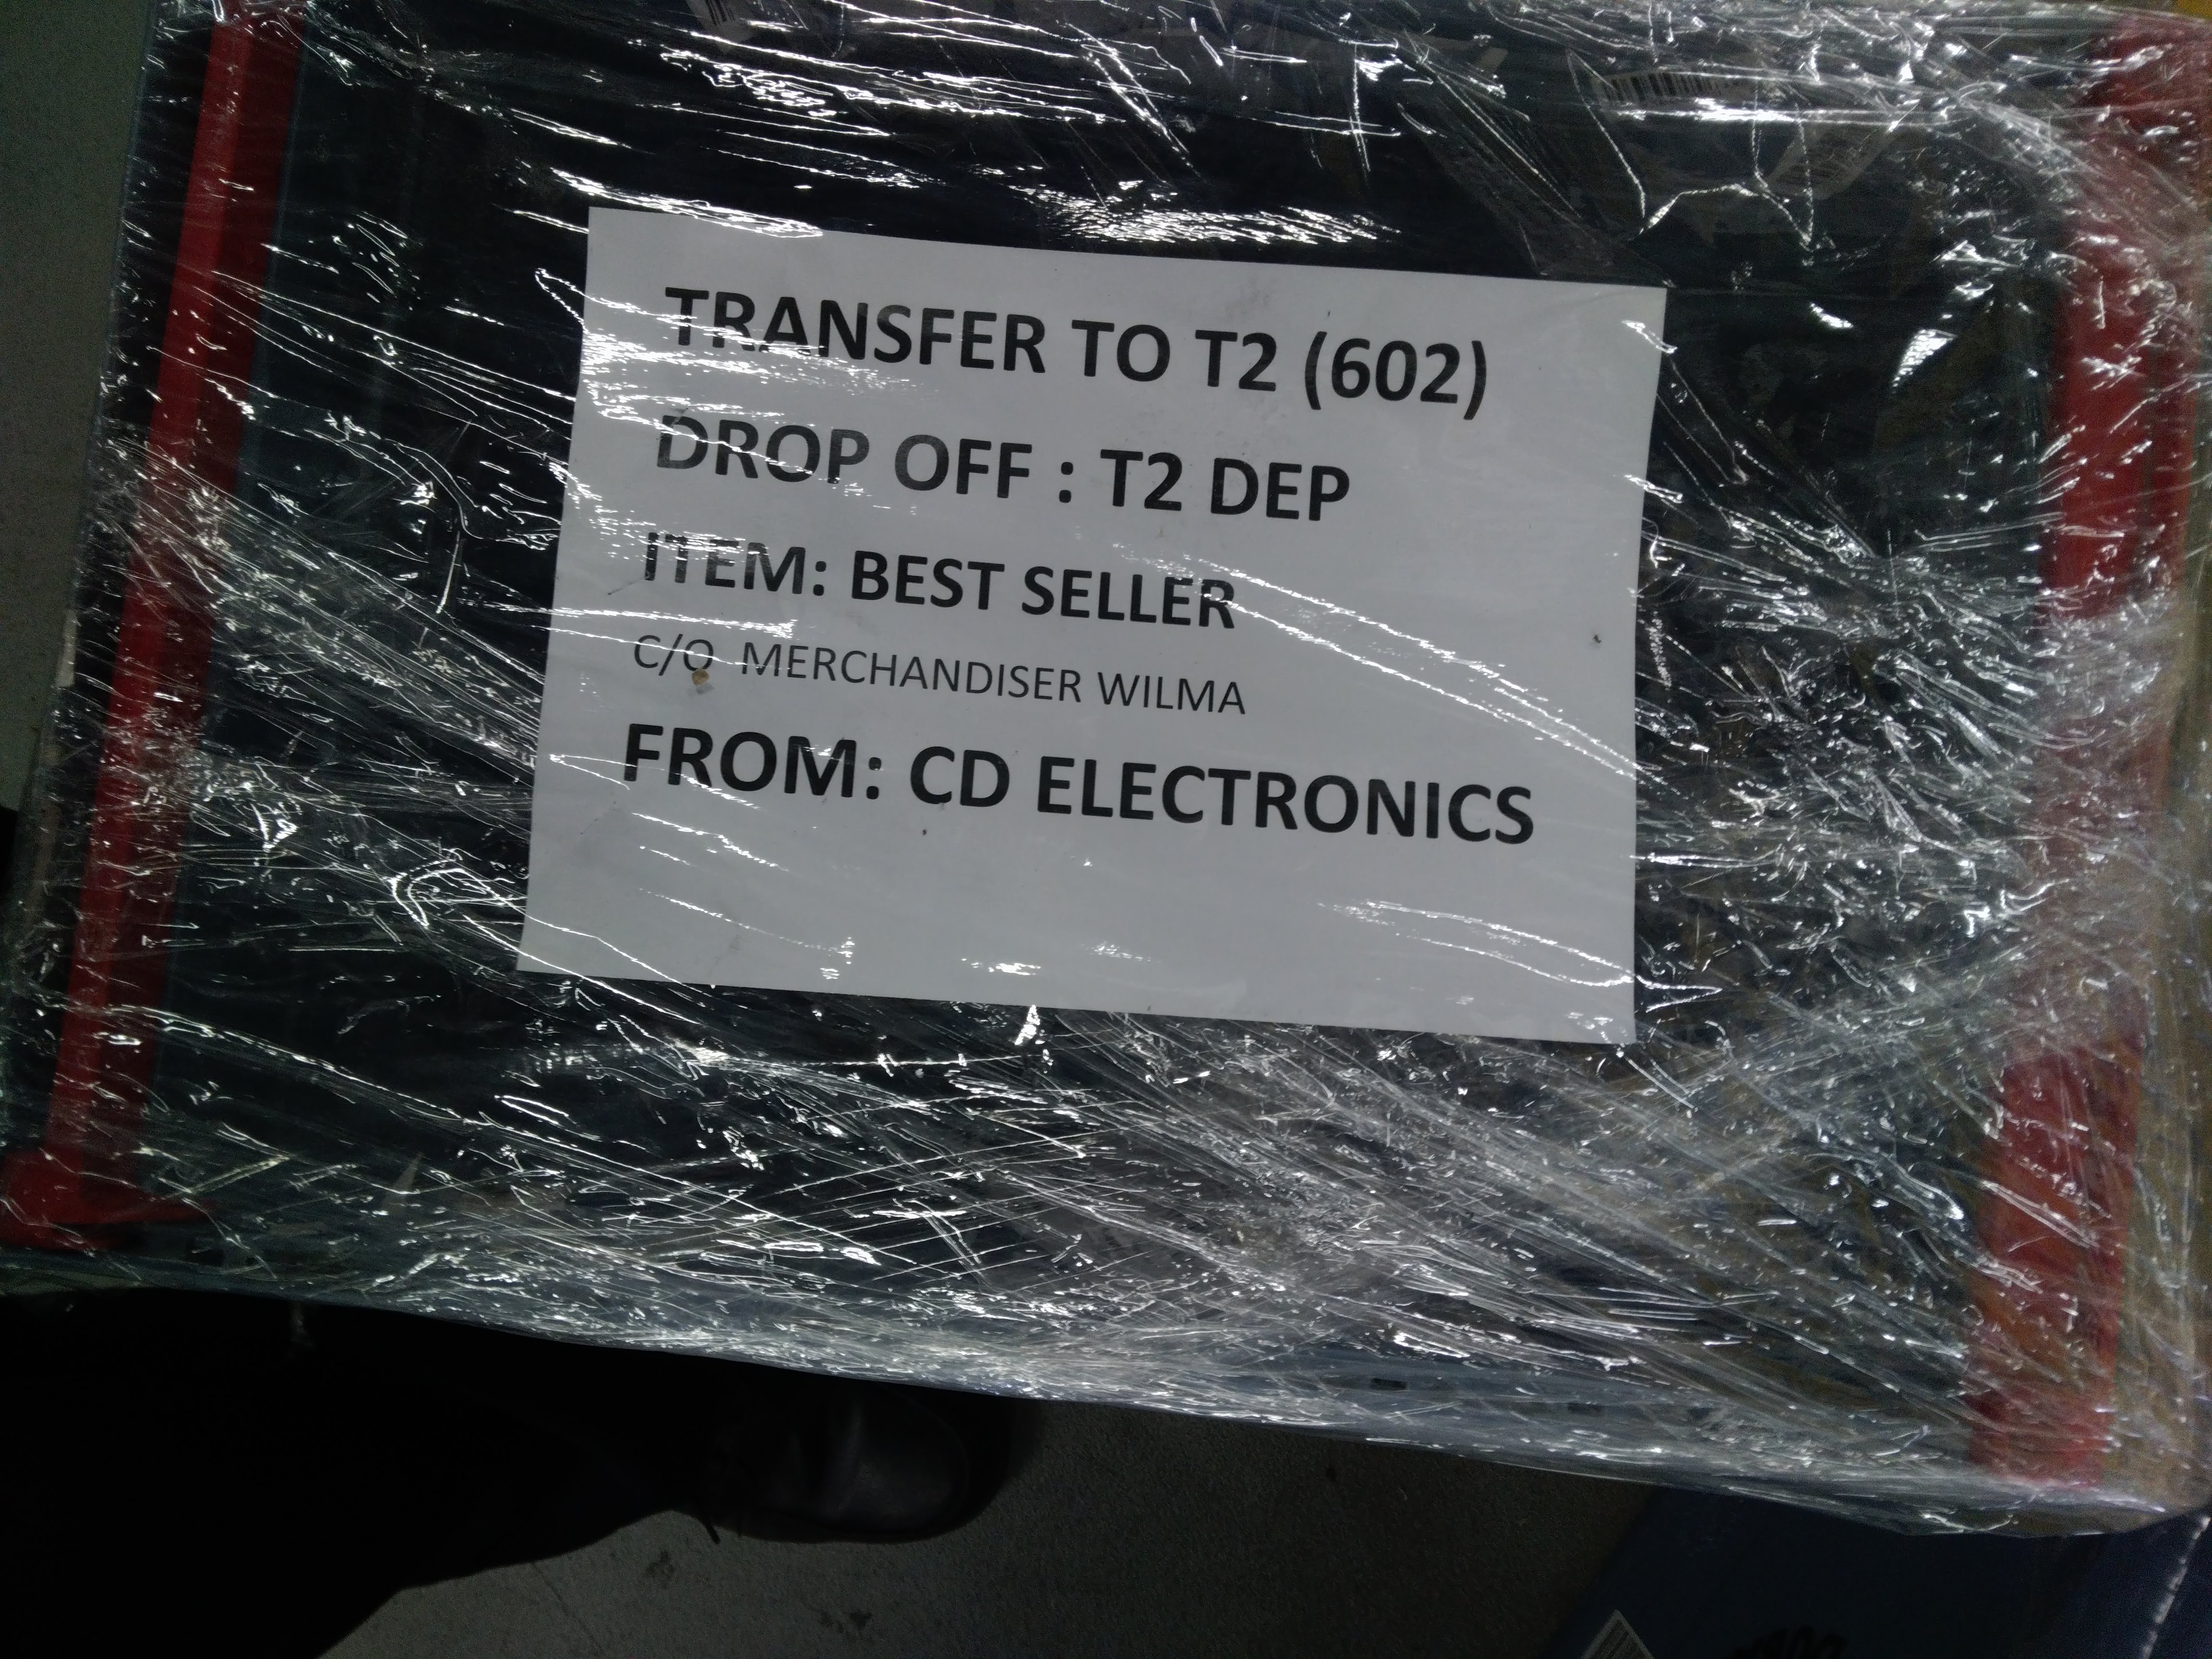 TRANSFER TO T2 (602)
DROP OFF : T2 DEP
ITEM: BEST SELLER
C/O MERCHANDISER WILMA
FROM: CD ELECTRONICS